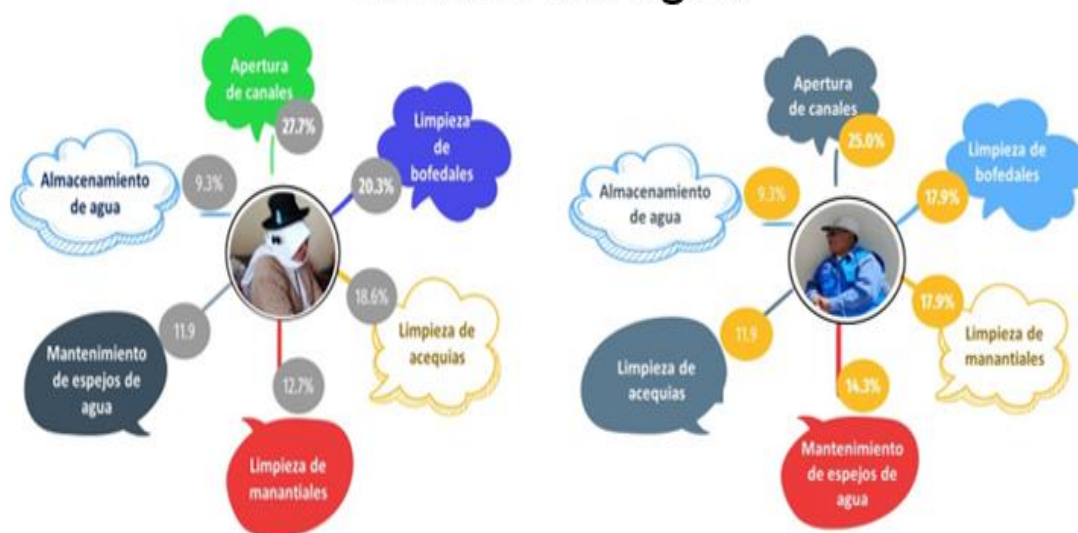 Apertura
de canales
27.7%
Limpieza
de
bofedales
20.3%
Almacenamiento
de agua
9.3%
18.6%
Limpieza de
acequias
11.9
Mantenimiento
de espejos de
agua
12.7%
Limpieza de
manantiales
Apertura
de canales
25.0%
Limpieza de
bofedales
17.9%
Almacenamiento
de agua
9.3%
17.9%
Limpieza de
manantiales
11.9
Limpieza de
acequias
14.3%
Mantenimiento
de espejos de
agua